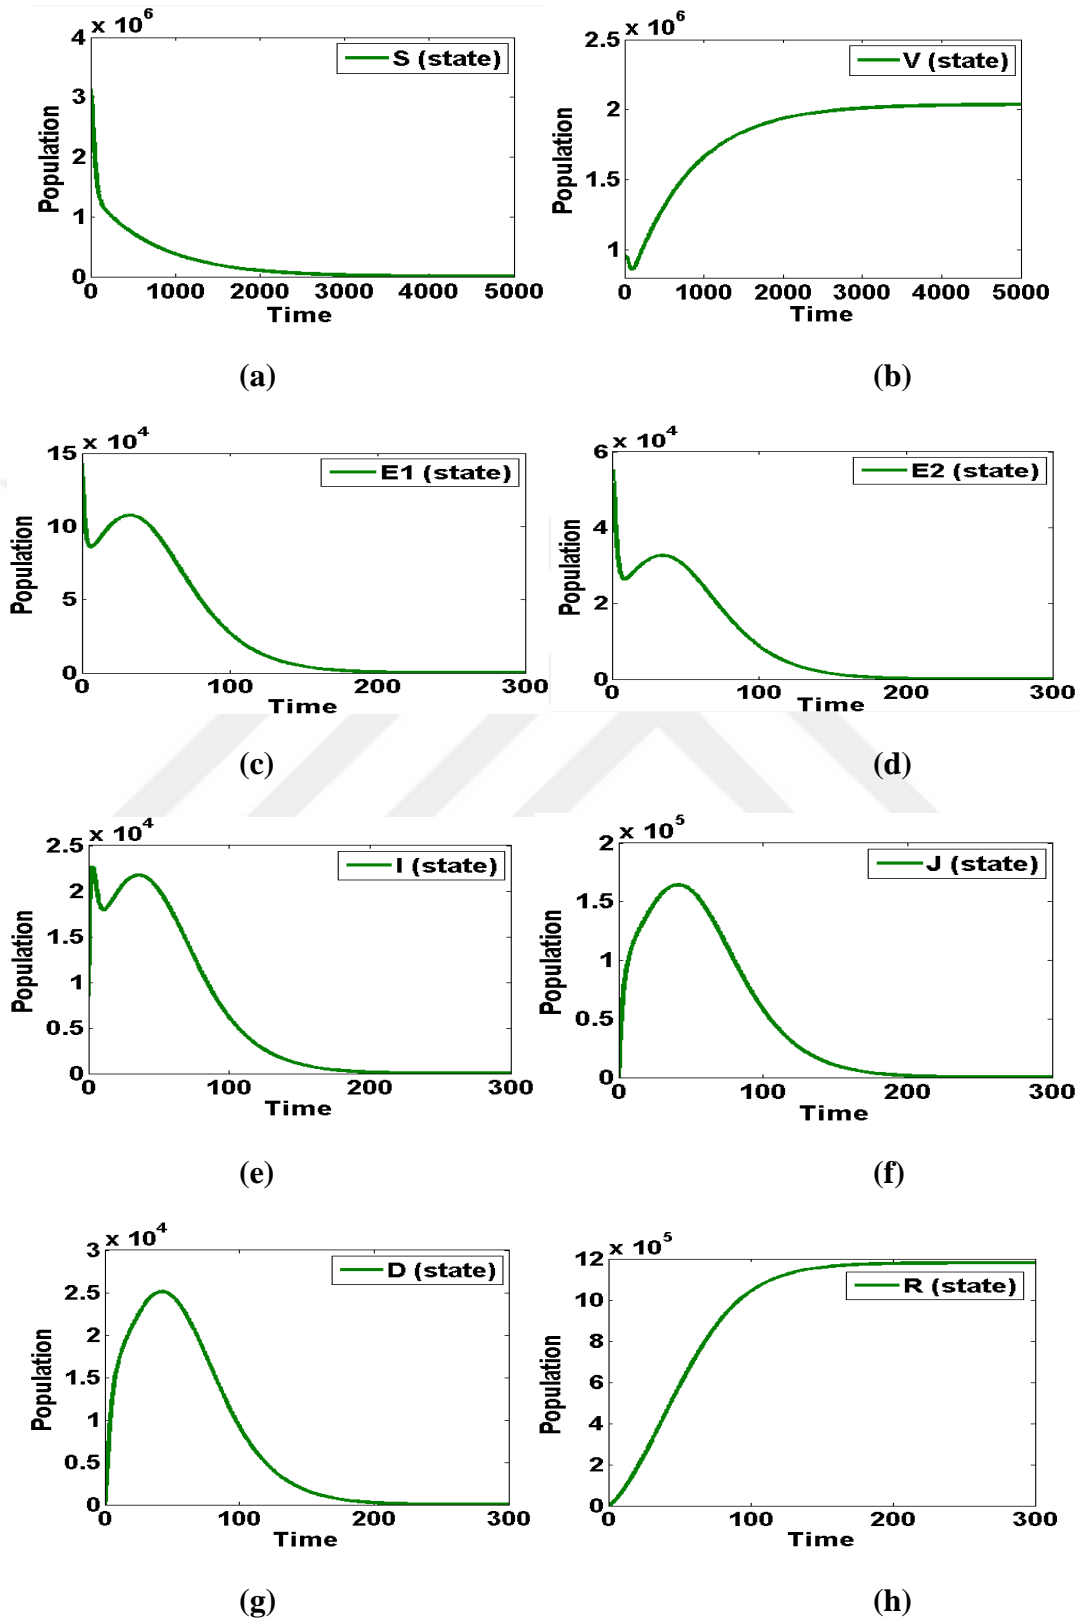 × 10^6
4
3
2
1
0
0 1000 2000 3000 4000 5000
Population
Time
S (state)
(a)
× 10^6
2.5
2
1.5
1
0 1000 2000 3000 4000 5000
Population
Time
V (state)
(b)
× 10^4
15
10
5
0
0 100 200 300
Population
Time
E1 (state)
(c)
× 10^4
6
4
2
0
0 100 200 300
Population
Time
E2 (state)
(d)
× 10^4
2.5
2
1.5
1
0.5
0
0 100 200 300
Population
Time
I (state)
(e)
× 10^5
2
1.5
1
0.5
0
0 100 200 300
Population
Time
J (state)
(f)
× 10^4
3
2.5
2
1.5
1
0.5
0
0 100 200 300
Population
Time
D (state)
(g)
× 10^5
12
10
8
6
4
2
0
0 100 200 300
Population
Time
R (state)
(h)